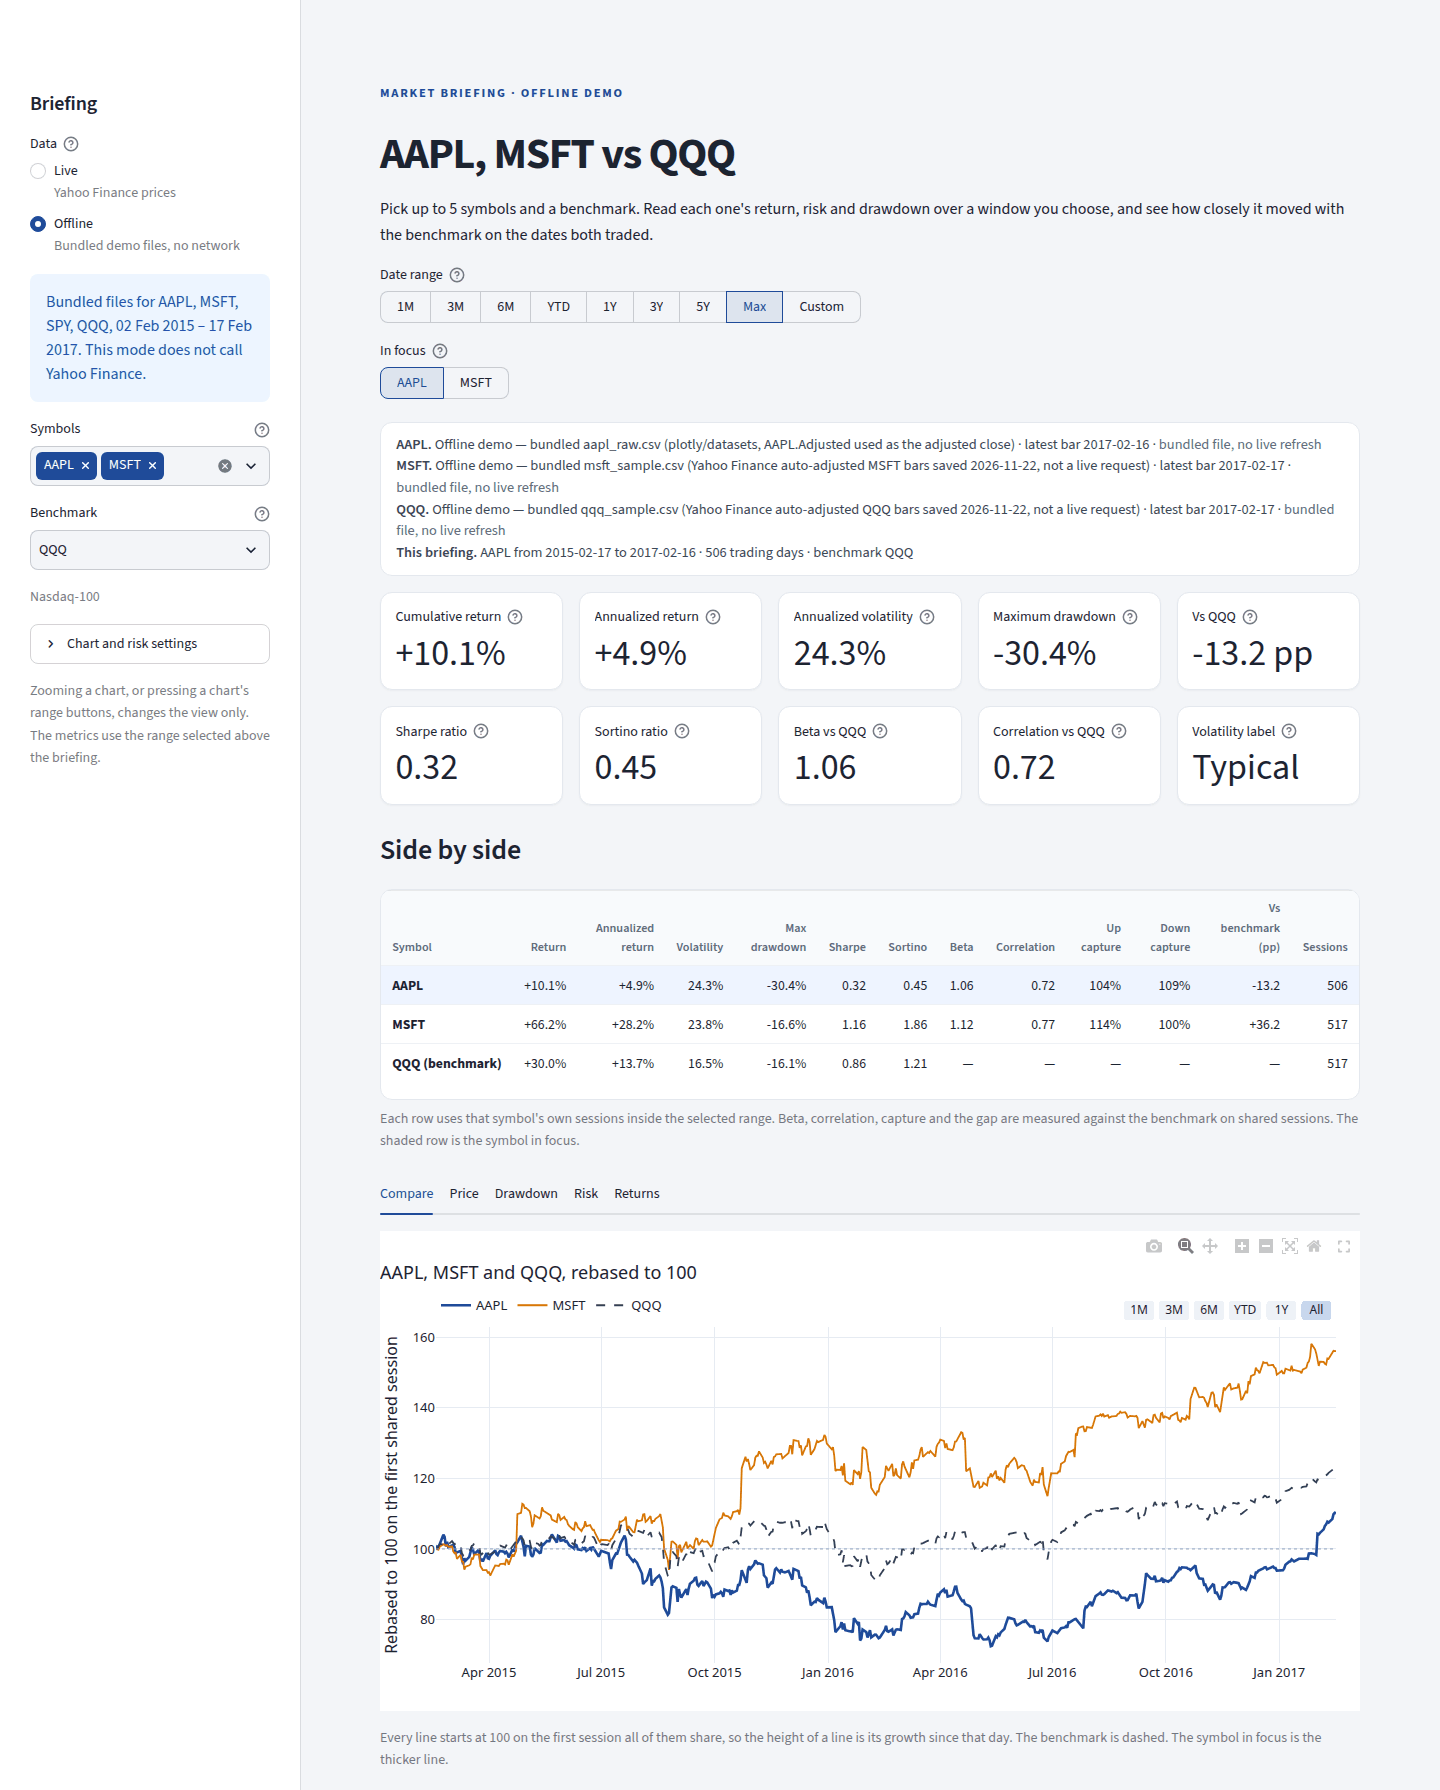 Briefing
Data
Live
Yahoo Finance prices
Offline
Bundled demo files, no network
Bundled files for AAPL, MSFT,
SPY, QQQ, 02 Feb 2015 – 17 Feb
2017. This mode does not call
Yahoo Finance.
Symbols
AAPL MSFT
Benchmark
QQQ
Nasdaq-100
Chart and risk settings
Zooming a chart, or pressing a chart's
range buttons, changes the view only.
The metrics use the range selected above
the briefing.
MARKET BRIEFING · OFFLINE DEMO
AAPL, MSFT vs QQQ
Pick up to 5 symbols and a benchmark. Read each one's return, risk and drawdown over a window you choose, and see how closely it moved with
the benchmark on the dates both traded.
Date range
1M 3M 6M YTD 1Y 3Y 5Y Max Custom
In focus
AAPL MSFT
AAPL. Offline demo — bundled aapl_raw.csv (plotly/datasets, AAPL.Adjusted used as the adjusted close) · latest bar 2017-02-16 · bundled file, no live refresh
MSFT. Offline demo — bundled msft_sample.csv (Yahoo Finance auto-adjusted MSFT bars saved 2026-11-22, not a live request) · latest bar 2017-02-17 ·
bundled file, no live refresh
QQQ. Offline demo — bundled qqq_sample.csv (Yahoo Finance auto-adjusted QQQ bars saved 2026-11-22, not a live request) · latest bar 2017-02-17 · bundled
file, no live refresh
This briefing. AAPL from 2015-02-17 to 2017-02-16 · 506 trading days · benchmark QQQ
Cumulative return Annualized return Annualized volatility Maximum drawdown Vs QQQ
+10.1% +4.9% 24.3% -30.4% -13.2 pp
Sharpe ratio Sortino ratio Beta vs QQQ Correlation vs QQQ Volatility label
0.32 0.45 1.06 0.72 Typical
Side by side
Symbol Return Annualized return Volatility Max drawdown Sharpe Sortino Beta Correlation Up capture Down capture Vs benchmark (pp) Sessions
AAPL +10.1% +4.9% 24.3% -30.4% 0.32 0.45 1.06 0.72 104% 109% -13.2 506
MSFT +66.2% +28.2% 23.8% -16.6% 1.16 1.86 1.12 0.77 114% 100% +36.2 517
QQQ (benchmark) +30.0% +13.7% 16.5% -16.1% 0.86 1.21 — — — — — 517
Each row uses that symbol's own sessions inside the selected range. Beta, correlation, capture and the gap are measured against the benchmark on shared sessions. The
shaded row is the symbol in focus.
Compare Price Drawdown Risk Returns
AAPL, MSFT and QQQ, rebased to 100
AAPL MSFT QQQ
1M 3M 6M YTD 1Y All
Rebased to 100 on the first shared session
160
140
120
100
80
Apr 2015 Jul 2015 Oct 2015 Jan 2016 Apr 2016 Jul 2016 Oct 2016 Jan 2017
Every line starts at 100 on the first session all of them share, so the height of a line is its growth since that day. The benchmark is dashed. The symbol in focus is the
thicker line.